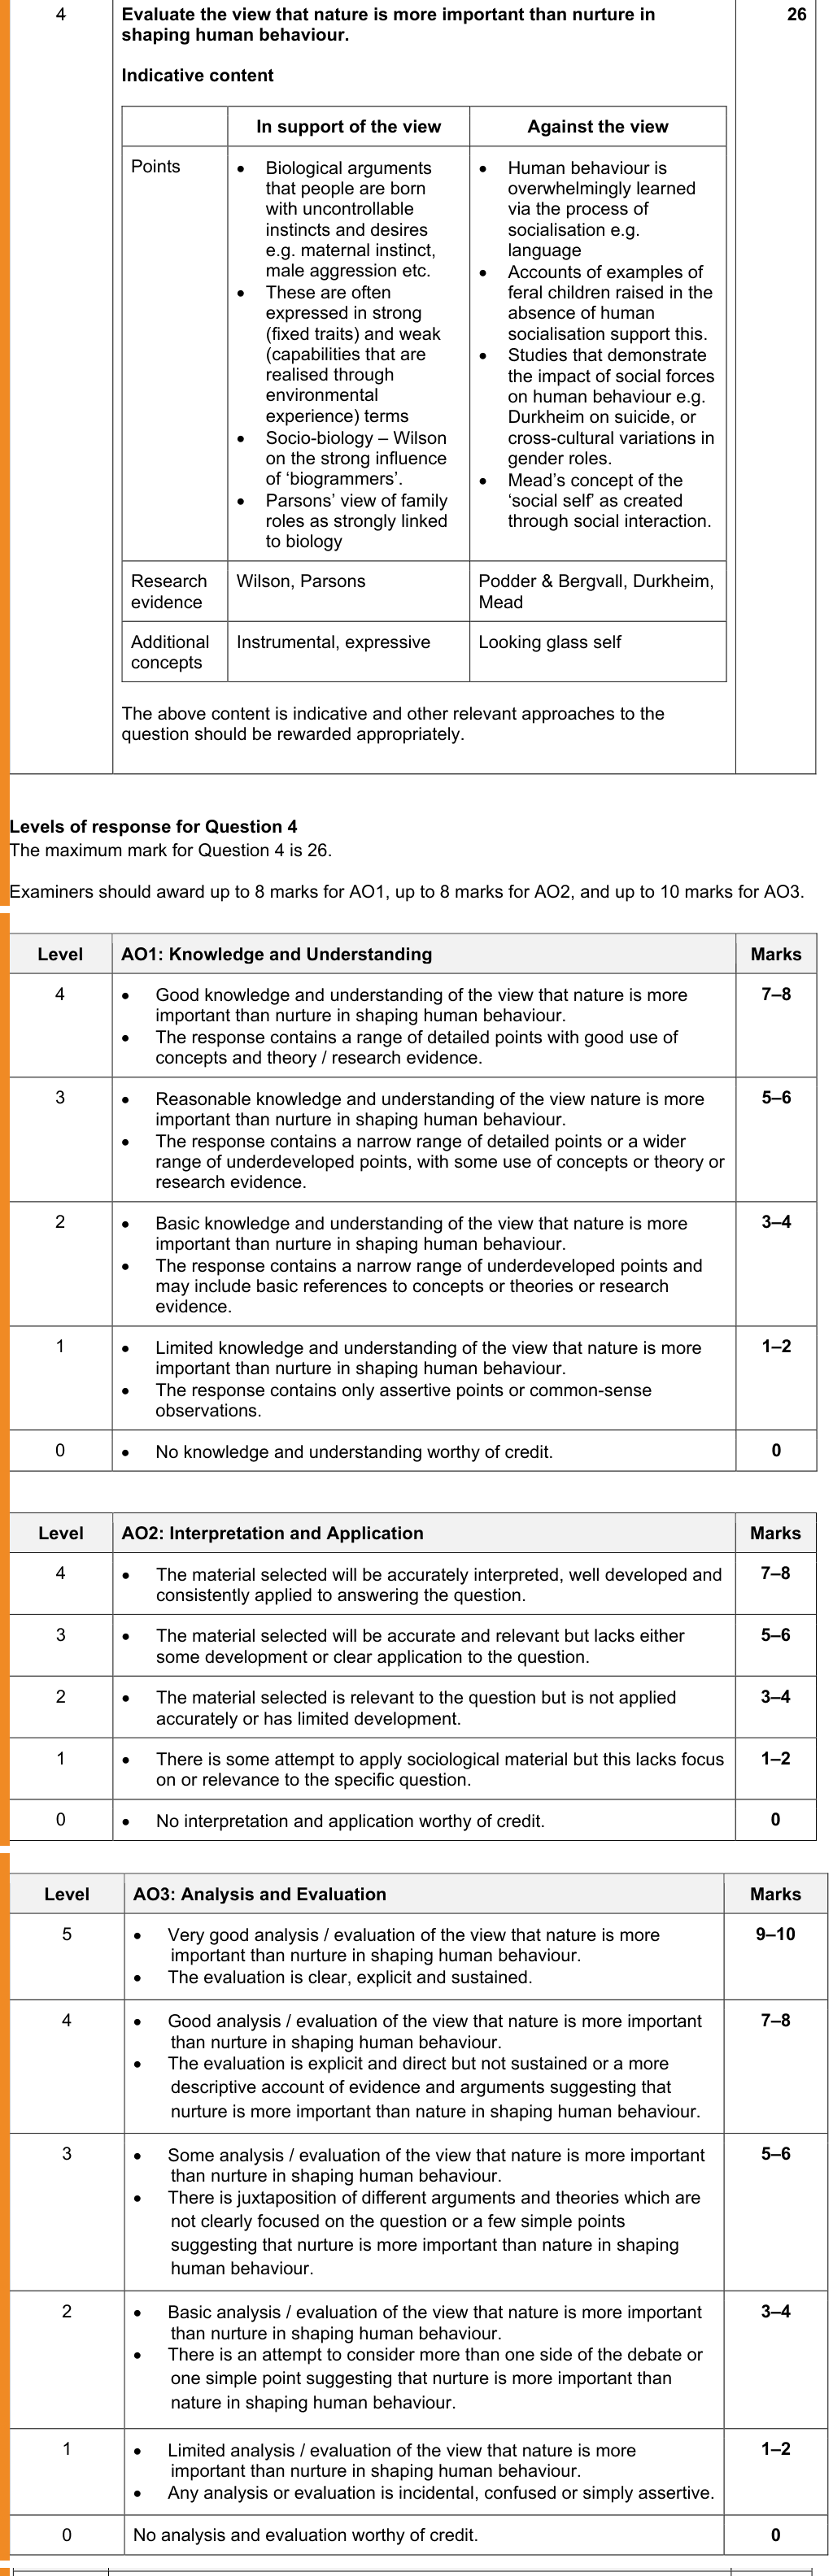 4
Evaluate the view that nature is more important than nurture in
shaping human behaviour.
26
Indicative content
In support of the view
Against the view
Points
• Biological arguments
that people are born
with uncontrollable
instincts and desires
e.g. maternal instinct,
male aggression etc.
• These are often
expressed in strong
(fixed traits) and weak
(capabilities that are
realised through
environmental
experience) terms
• Socio-biology – Wilson
on the strong influence
of ‘biogrammers’.
• Parsons’ view of family
roles as strongly linked
to biology
• Human behaviour is
overwhelmingly learned
via the process of
socialisation e.g.
language
• Accounts of examples of
feral children raised in the
absence of human
socialisation support this.
• Studies that demonstrate
the impact of social forces
on human behaviour e.g.
Durkheim on suicide, or
cross-cultural variations in
gender roles.
• Mead’s concept of the
‘social self’ as created
through social interaction.
Research
evidence
Wilson, Parsons
Podder & Bergvall, Durkheim,
Mead
Additional
concepts
Instrumental, expressive
Looking glass self
The above content is indicative and other relevant approaches to the
question should be rewarded appropriately.
Levels of response for Question 4
The maximum mark for Question 4 is 26.
Examiners should award up to 8 marks for AO1, up to 8 marks for AO2, and up to 10 marks for AO3.
Level
AO1: Knowledge and Understanding
Marks
4
• Good knowledge and understanding of the view that nature is more
important than nurture in shaping human behaviour.
• The response contains a range of detailed points with good use of
concepts and theory / research evidence.
7–8
3
• Reasonable knowledge and understanding of the view nature is more
important than nurture in shaping human behaviour.
• The response contains a narrow range of detailed points or a wider
range of underdeveloped points, with some use of concepts or theory or
research evidence.
5–6
2
• Basic knowledge and understanding of the view that nature is more
important than nurture in shaping human behaviour.
• The response contains a narrow range of underdeveloped points and
may include basic references to concepts or theories or research
evidence.
3–4
1
• Limited knowledge and understanding of the view that nature is more
important than nurture in shaping human behaviour.
• The response contains only assertive points or common-sense
observations.
1–2
0
• No knowledge and understanding worthy of credit.
0
Level
AO2: Interpretation and Application
Marks
4
• The material selected will be accurately interpreted, well developed and
consistently applied to answering the question.
7–8
3
• The material selected will be accurate and relevant but lacks either
some development or clear application to the question.
5–6
2
• The material selected is relevant to the question but is not applied
accurately or has limited development.
3–4
1
• There is some attempt to apply sociological material but this lacks focus
on or relevance to the specific question.
1–2
0
• No interpretation and application worthy of credit.
0
Level
AO3: Analysis and Evaluation
Marks
5
• Very good analysis / evaluation of the view that nature is more
important than nurture in shaping human behaviour.
• The evaluation is clear, explicit and sustained.
9–10
4
• Good analysis / evaluation of the view that nature is more important
than nurture in shaping human behaviour.
• The evaluation is explicit and direct but not sustained or a more
descriptive account of evidence and arguments suggesting that
nurture is more important than nature in shaping human behaviour.
7–8
3
• Some analysis / evaluation of the view that nature is more important
than nurture in shaping human behaviour.
• There is juxtaposition of different arguments and theories which are
not clearly focused on the question or a few simple points
suggesting that nurture is more important than nature in shaping
human behaviour.
5–6
2
• Basic analysis / evaluation of the view that nature is more important
than nurture in shaping human behaviour.
• There is an attempt to consider more than one side of the debate or
one simple point suggesting that nurture is more important than
nature in shaping human behaviour.
3–4
1
• Limited analysis / evaluation of the view that nature is more
important than nurture in shaping human behaviour.
• Any analysis or evaluation is incidental, confused or simply assertive.
1–2
0
No analysis and evaluation worthy of credit.
0